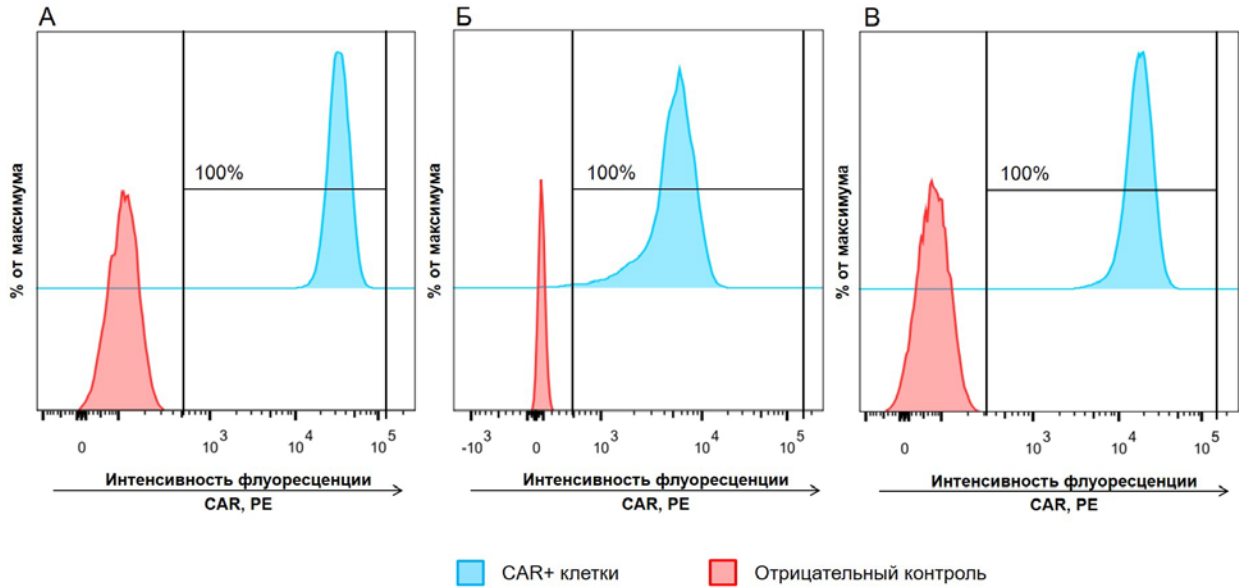 А
Б
В
% от максимума
100%
0
10^3
10^4
10^5
Интенсивность флуоресценции
CAR, PE
% от максимума
100%
-10^3
0
10^3
10^4
10^5
Интенсивность флуоресценции
CAR, PE
% от максимума
100%
0
10^3
10^4
10^5
Интенсивность флуоресценции
CAR, PE
CAR+ клетки
Отрицательный контроль